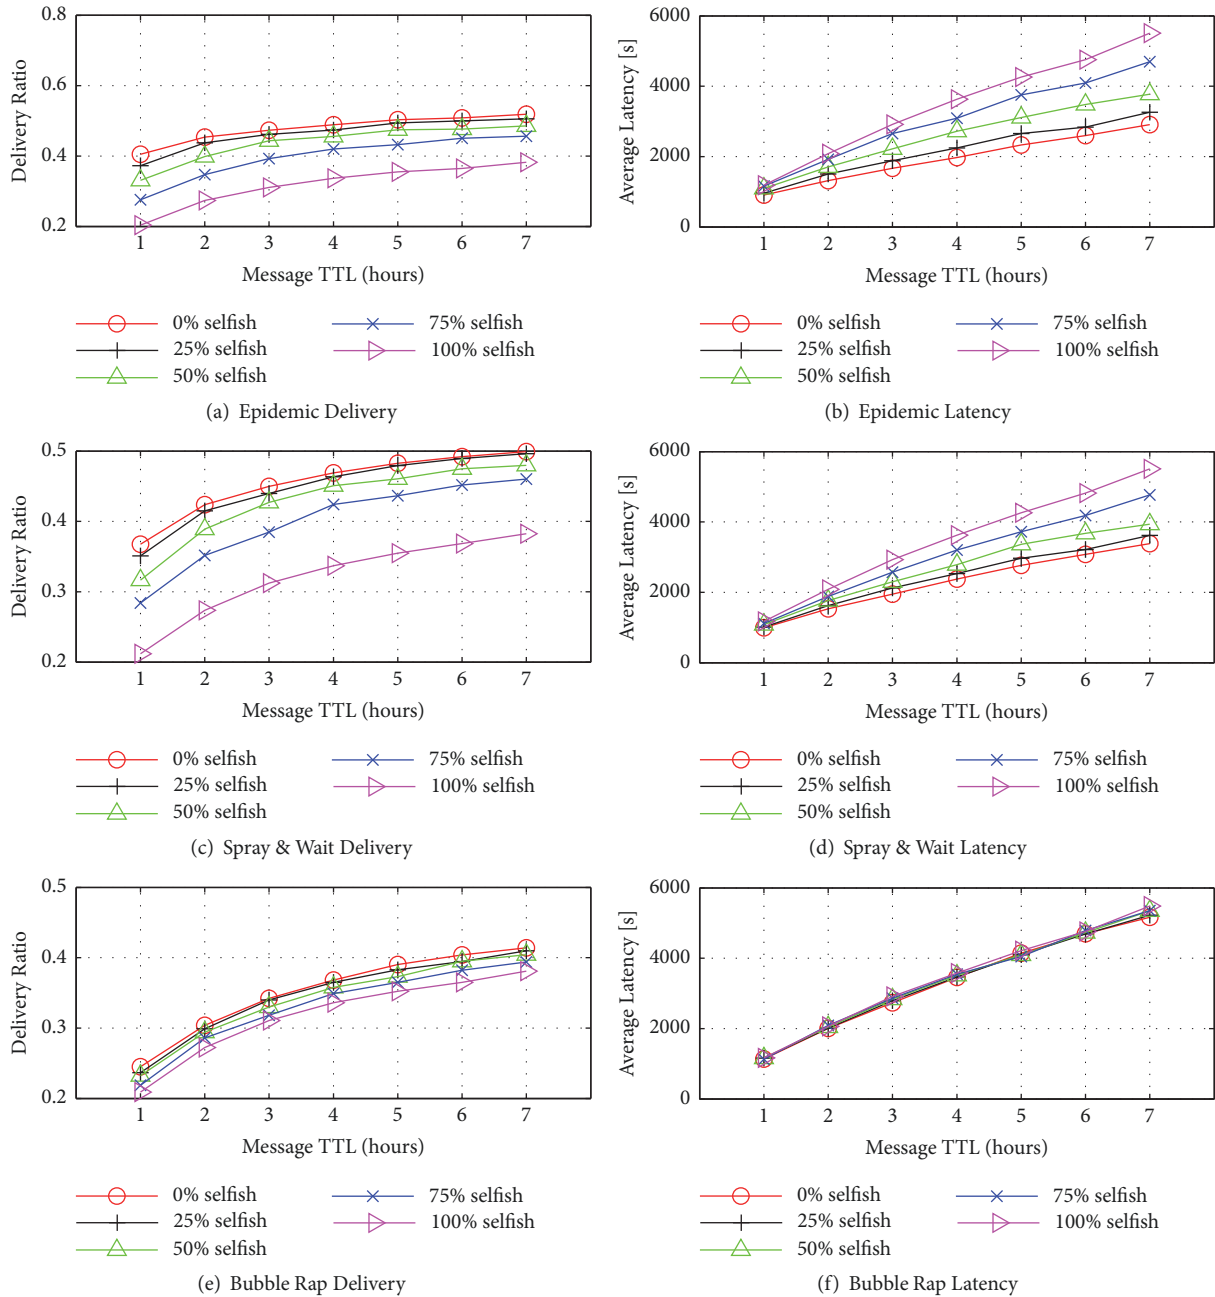 0.8
0.6
0.4
0.2
Delivery Ratio
1 2 3 4 5 6 7
Message TTL (hours)
0% selfish
25% selfish
50% selfish
75% selfish
100% selfish
(a) Epidemic Delivery
6000
4000
2000
0
Average Latency [s]
1 2 3 4 5 6 7
Message TTL (hours)
0% selfish
25% selfish
50% selfish
75% selfish
100% selfish
(b) Epidemic Latency
0.5
0.4
0.3
0.2
Delivery Ratio
1 2 3 4 5 6 7
Message TTL (hours)
0% selfish
25% selfish
50% selfish
75% selfish
100% selfish
(c) Spray & Wait Delivery
6000
4000
2000
0
Average Latency [s]
1 2 3 4 5 6 7
Message TTL (hours)
0% selfish
25% selfish
50% selfish
75% selfish
100% selfish
(d) Spray & Wait Latency
0.5
0.4
0.3
0.2
Delivery Ratio
1 2 3 4 5 6 7
Message TTL (hours)
0% selfish
25% selfish
50% selfish
75% selfish
100% selfish
(e) Bubble Rap Delivery
6000
4000
2000
0
Average Latency [s]
1 2 3 4 5 6 7
Message TTL (hours)
0% selfish
25% selfish
50% selfish
75% selfish
100% selfish
(f) Bubble Rap Latency